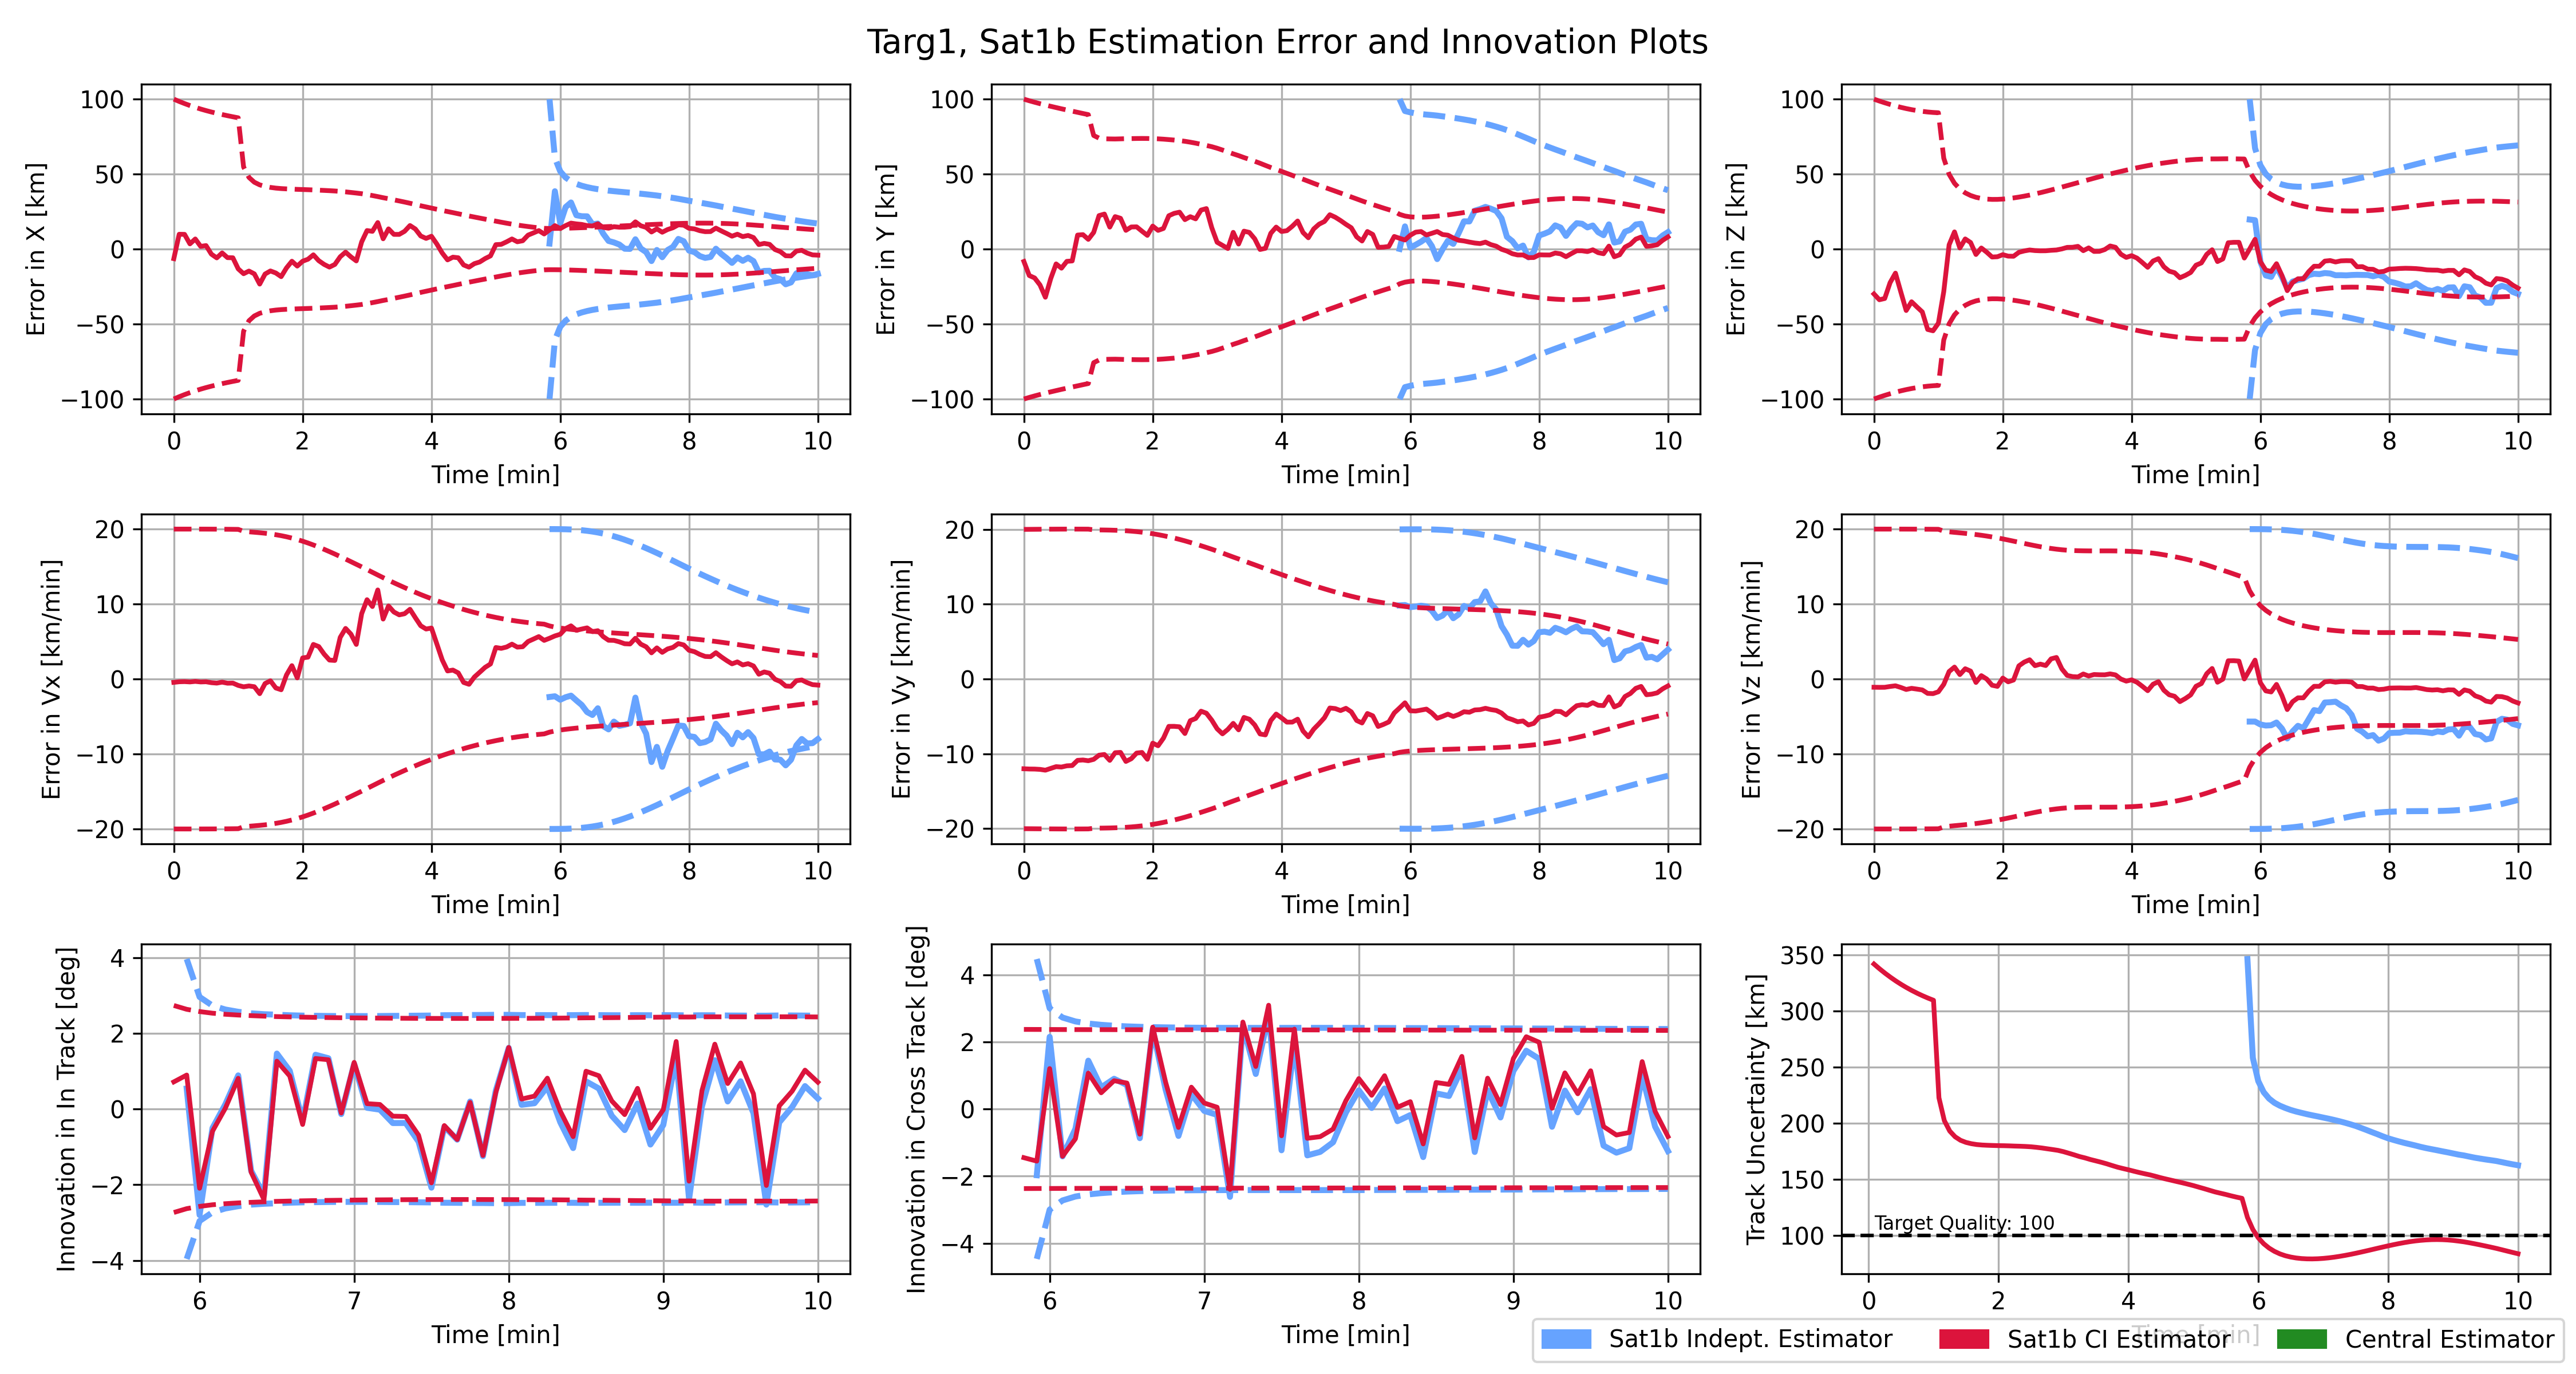 Targ1, Sat1b Estimation Error and Innovation Plots
Error in X [km]
100
50
0
−50
−100
0 2 4 6 8 10
Time [min]
Error in Y [km]
100
50
0
−50
−100
0 2 4 6 8 10
Time [min]
Error in Z [km]
100
50
0
−50
−100
0 2 4 6 8 10
Time [min]
Error in Vx [km/min]
20
10
0
−10
−20
0 2 4 6 8 10
Time [min]
Error in Vy [km/min]
20
10
0
−10
−20
0 2 4 6 8 10
Time [min]
Error in Vz [km/min]
20
10
0
−10
−20
0 2 4 6 8 10
Time [min]
Innovation in In Track [deg]
4
2
0
−2
−4
6 7 8 9 10
Time [min]
Innovation in Cross Track [deg]
4
2
0
−2
−4
6 7 8 9 10
Time [min]
Track Uncertainty [km]
350
300
250
200
150
100
Target Quality: 100
0 2 4 6 8 10
Time [min]
Sat1b Indept. Estimator
Sat1b CI Estimator
Central Estimator